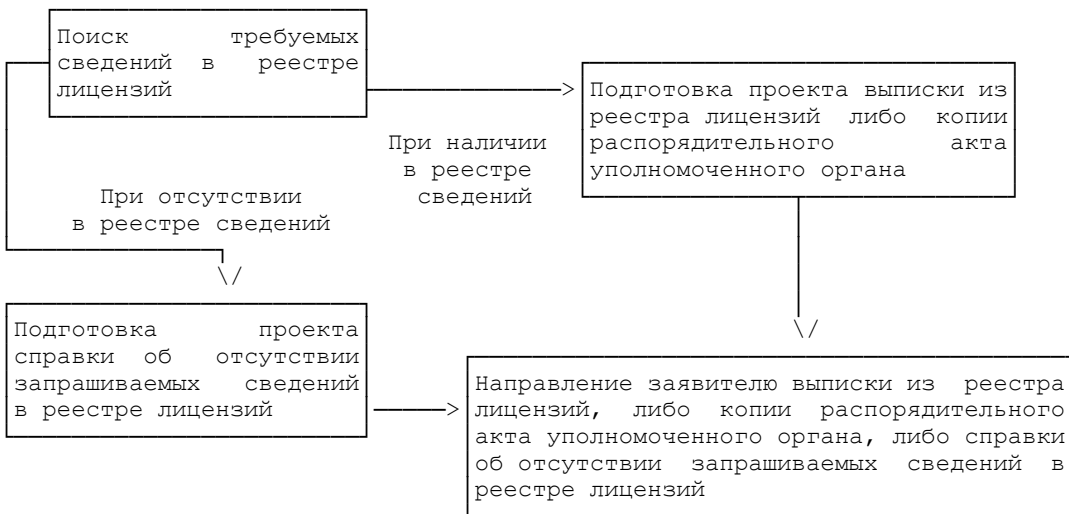 Поиск требуемых
сведений в реестре
лицензий
Подготовка проекта выписки из
реестра лицензий либо копии
распорядительного акта
уполномоченного органа
При наличии
в реестре
сведений
При отсутствии
в реестре сведений
Подготовка проекта
справки об отсутствии
запрашиваемых сведений
в реестре лицензий
Направление заявителю выписки из реестра
лицензий, либо копии распорядительного
акта уполномоченного органа, либо справки
об отсутствии запрашиваемых сведений в
реестре лицензий